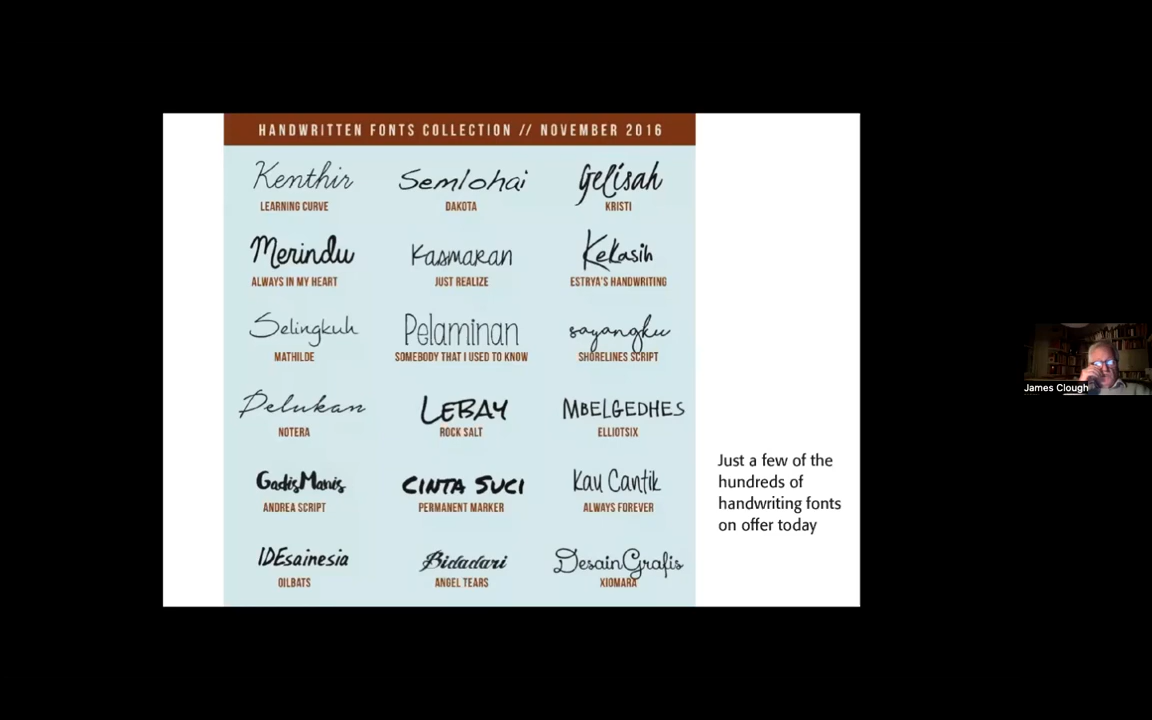 HANDWRITTEN FONTS COLLECTION // NOVEMBER 2016
Kenthir Semlohai Gelisah
LEARNING CURVE DAKOTA KRISTI
Merindu Kasmaran Kekasih
ALWAYS IN MY HEART JUST REALIZE ESTRYA'S HANDWRITING
Selingkuh Pelaminan sayangku
MATHILDE SOMEBODY THAT I USED TO KNOW SHORELINES SCRIPT
Pelukan LEBAY MBELGEDHES
NOTERA ROCK SALT ELLIOTSIX
GadisManis CINTA SUCI Kau Cantik
ANDREA SCRIPT PERMANENT MARKER ALWAYS FOREVER
IDEsainesia Bidadari DesainGrafis
OILBATS ANGEL TEARS XIOMARA
Just a few of the
hundreds of
handwriting fonts
on offer today
James Clough